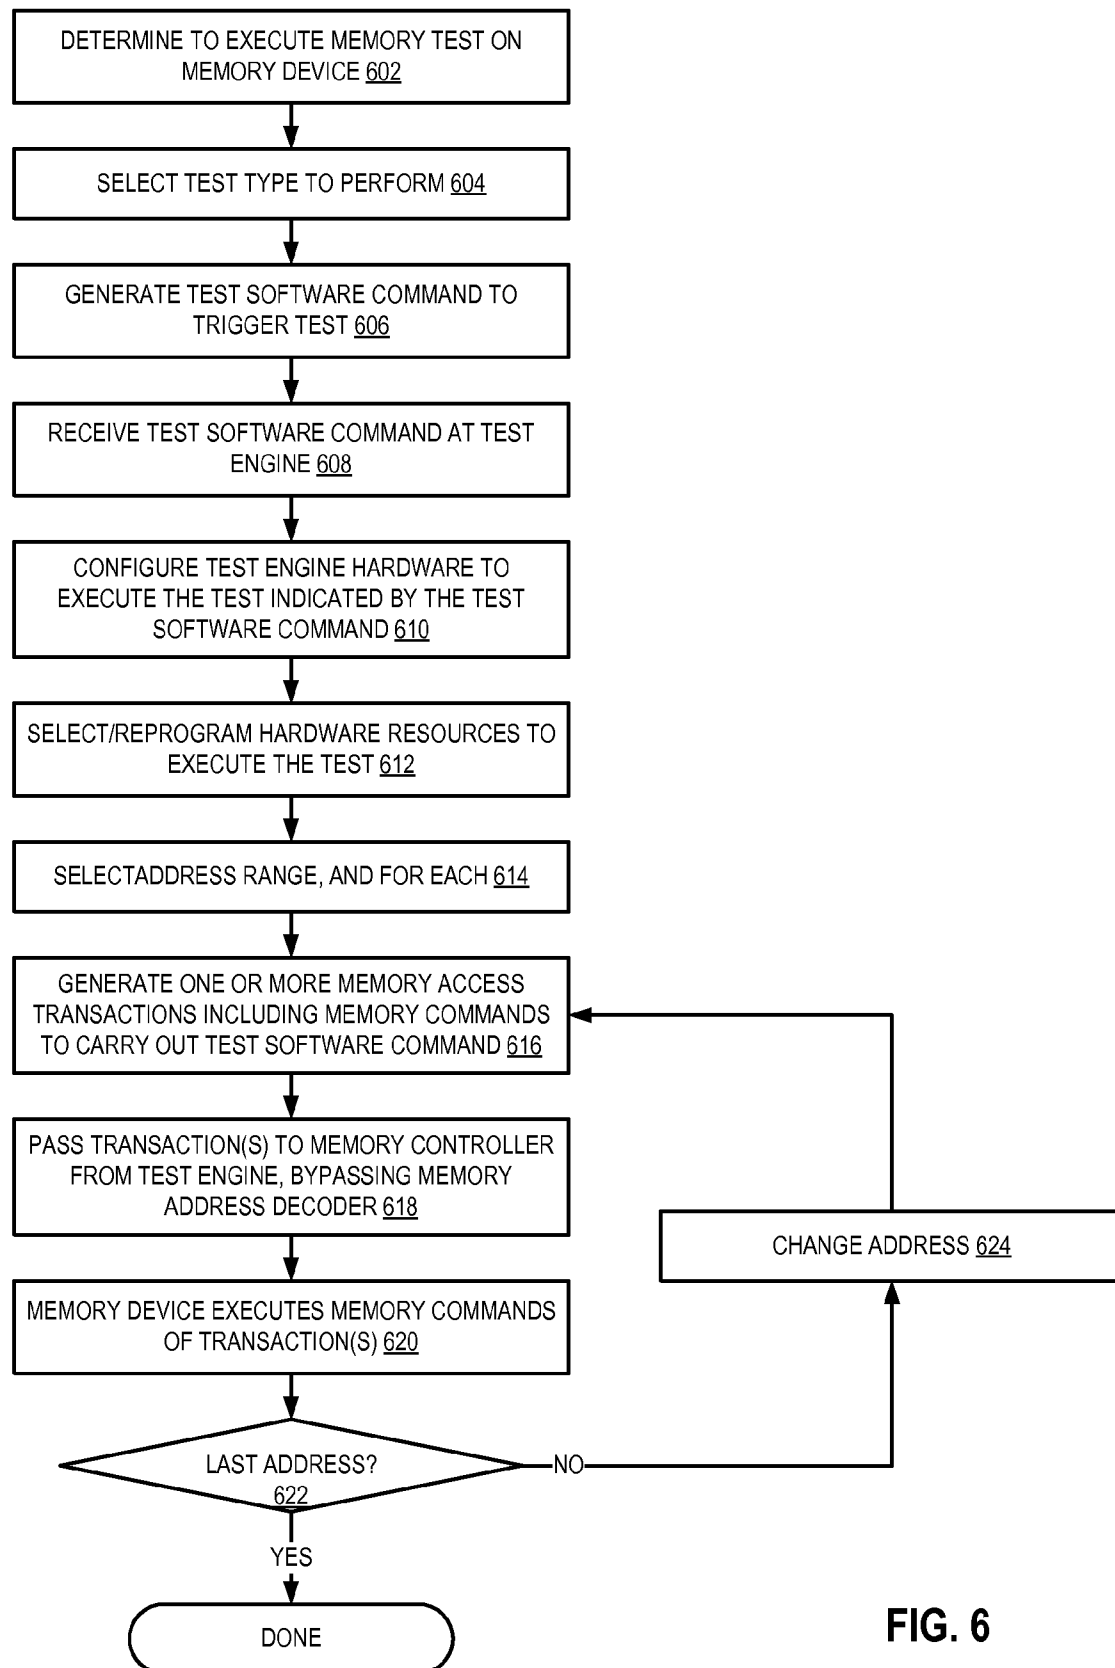 DETERMINE TO EXECUTE MEMORY TEST ON
MEMORY DEVICE 602
SELECT TEST TYPE TO PERFORM 604
GENERATE TEST SOFTWARE COMMAND TO
TRIGGER TEST 606
RECEIVE TEST SOFTWARE COMMAND AT TEST
ENGINE 608
CONFIGURE TEST ENGINE HARDWARE TO
EXECUTE THE TEST INDICATED BY THE TEST
SOFTWARE COMMAND 610
SELECT/REPROGRAM HARDWARE RESOURCES TO
EXECUTE THE TEST 612
SELECTADDRESS RANGE, AND FOR EACH 614
GENERATE ONE OR MORE MEMORY ACCESS
TRANSACTIONS INCLUDING MEMORY COMMANDS
TO CARRY OUT TEST SOFTWARE COMMAND 616
PASS TRANSACTION(S) TO MEMORY CONTROLLER
FROM TEST ENGINE, BYPASSING MEMORY
ADDRESS DECODER 618
CHANGE ADDRESS 624
MEMORY DEVICE EXECUTES MEMORY COMMANDS
OF TRANSACTION(S) 620
LAST ADDRESS?
622
NO
YES
DONE
FIG. 6